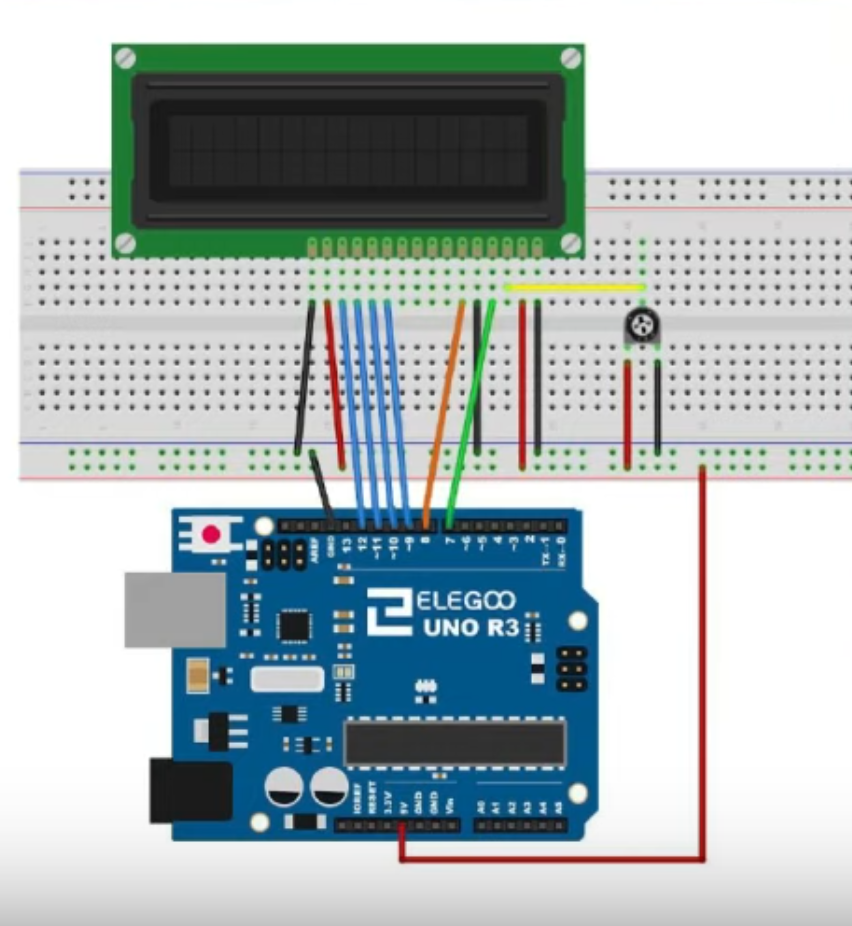 AREF
GND
13
12
~11
~10
~9
8
7
~6
~5
4
~3
2
TX→1
RX←0
ELEGOO
UNO R3
IOREF
RESET
3.3V
5V
GND
GND
Vin
A0
A1
A2
A3
A4
A5